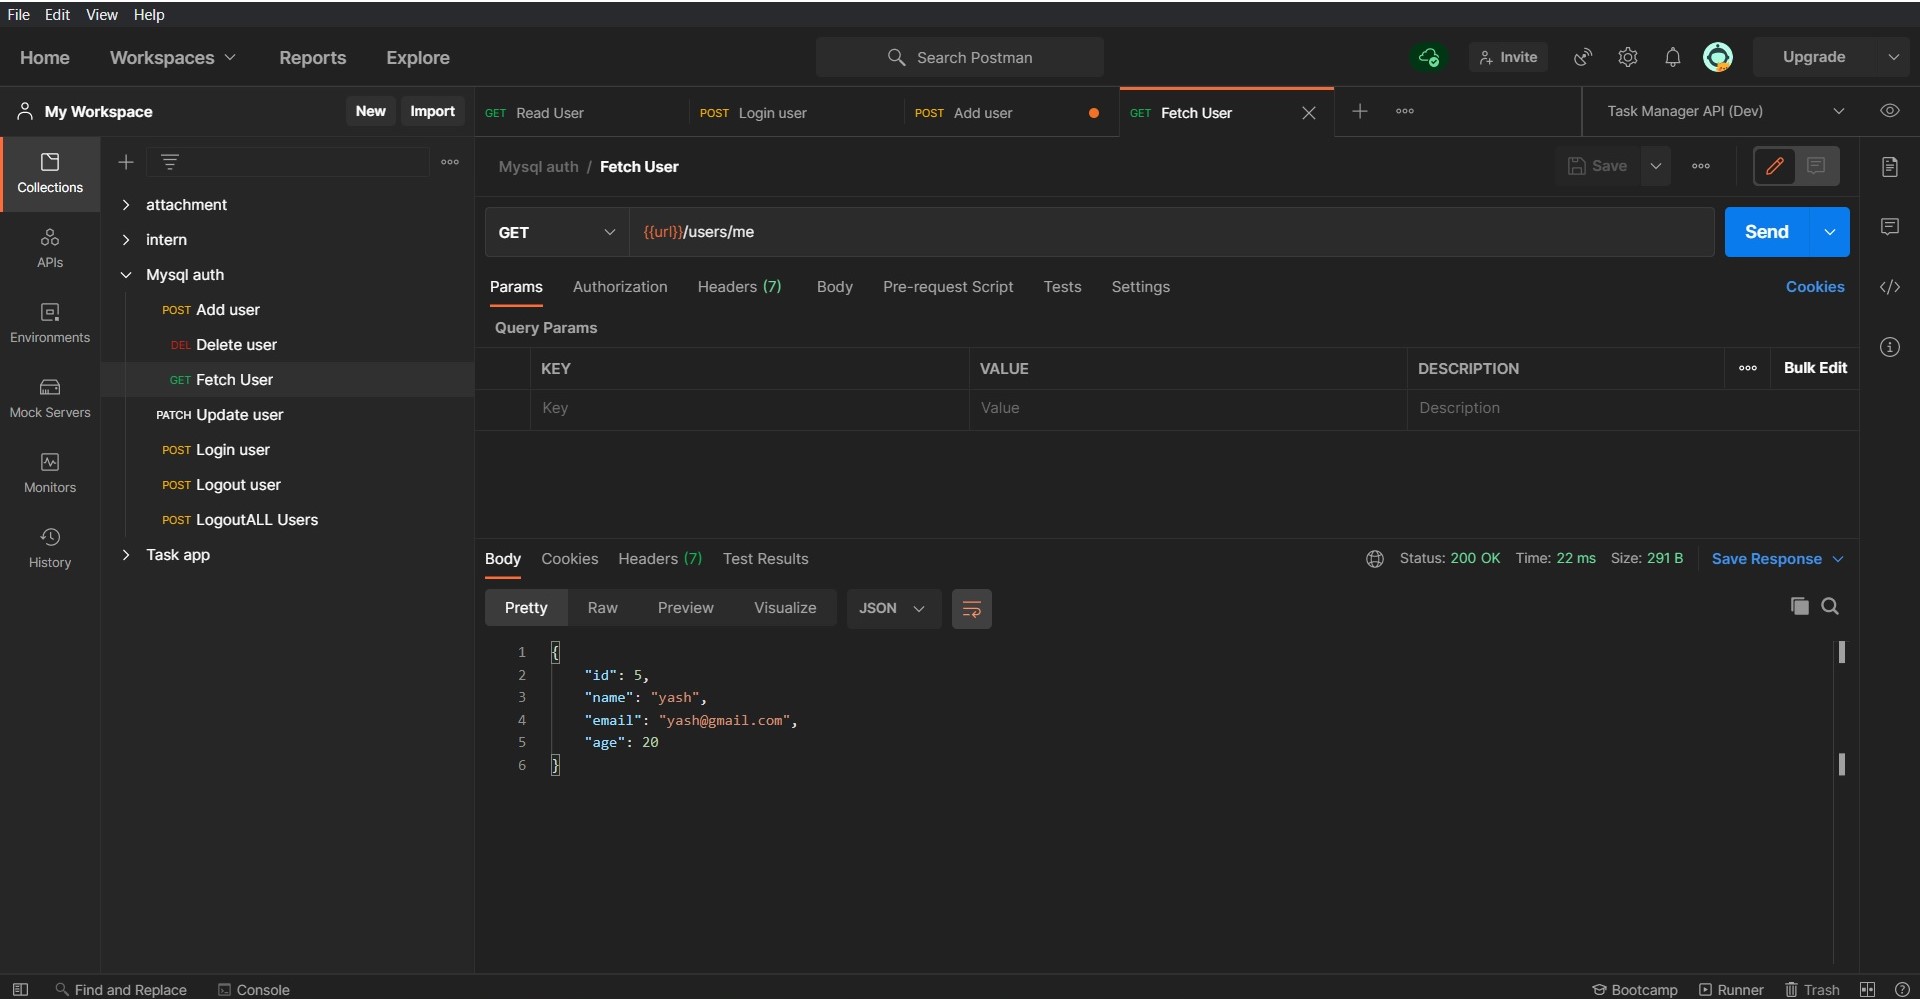 File Edit View Help
Home Workspaces Reports Explore Search Postman Invite Upgrade
My Workspace New Import GET Read User POST Login user POST Add user GET Fetch User Task Manager API (Dev)
Collections
APIs
Environments
Mock Servers
Monitors
History
attachment
intern
Mysql auth
POST Add user
DEL Delete user
GET Fetch User
PATCH Update user
POST Login user
POST Logout user
POST LogoutALL Users
Task app
Mysql auth / Fetch User Save
GET {{url}}/users/me Send
Params Authorization Headers (7) Body Pre-request Script Tests Settings Cookies
Query Params
KEY VALUE DESCRIPTION Bulk Edit
Key Value Description
Body Cookies Headers (7) Test Results Status: 200 OK Time: 22 ms Size: 291 B Save Response
Pretty Raw Preview Visualize JSON
1 {
2 "id": 5,
3 "name": "yash",
4 "email": "yash@gmail.com",
5 "age": 20
6 }
Find and Replace Console Bootcamp Runner Trash